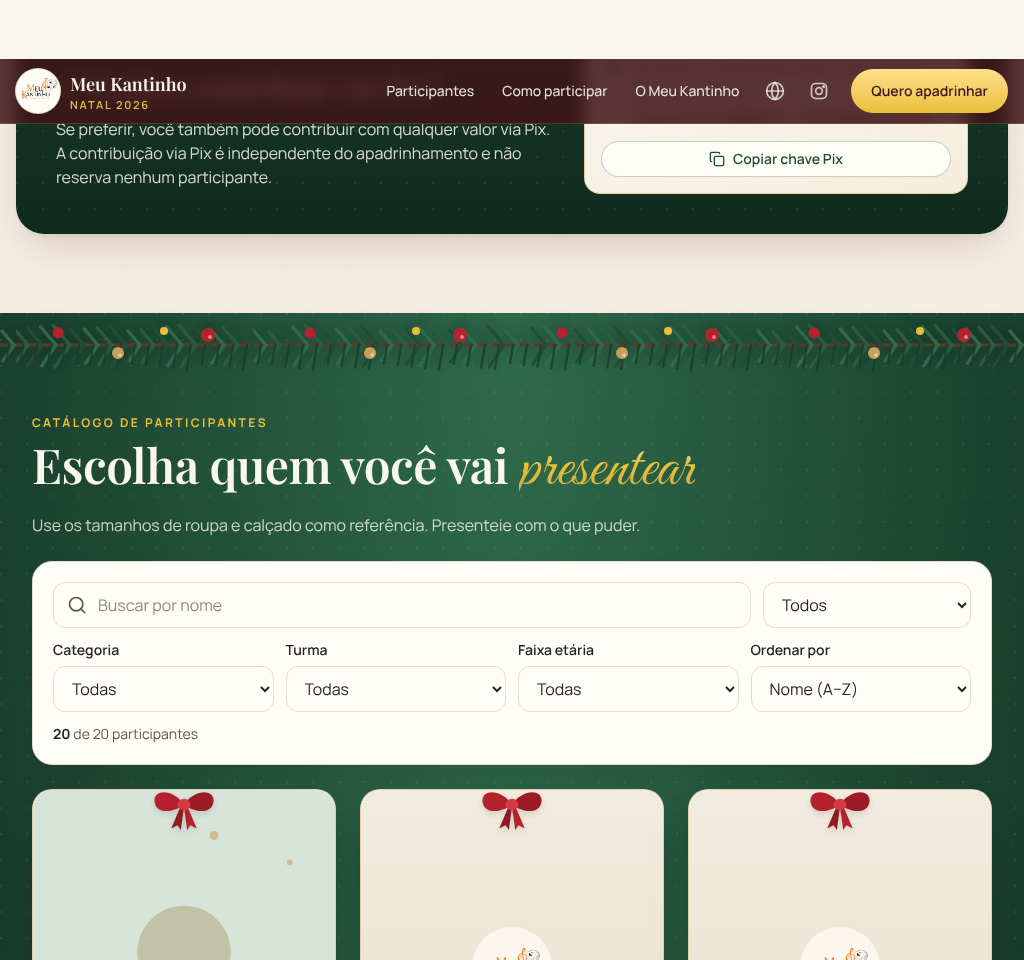 Meu Kantinho
NATAL 2026
Participantes
Como participar
O Meu Kantinho
Quero apadrinhar
Se preferir, você também pode contribuir com qualquer valor via Pix.
A contribuição via Pix é independente do apadrinhamento e não
reserva nenhum participante.
Copiar chave Pix
CATÁLOGO DE PARTICIPANTES
Escolha quem você vai presentear
Use os tamanhos de roupa e calçado como referência. Presenteie com o que puder.
Buscar por nome
Todos
Categoria
Turma
Faixa etária
Ordenar por
Todas
Todas
Todas
Nome (A–Z)
20 de 20 participantes